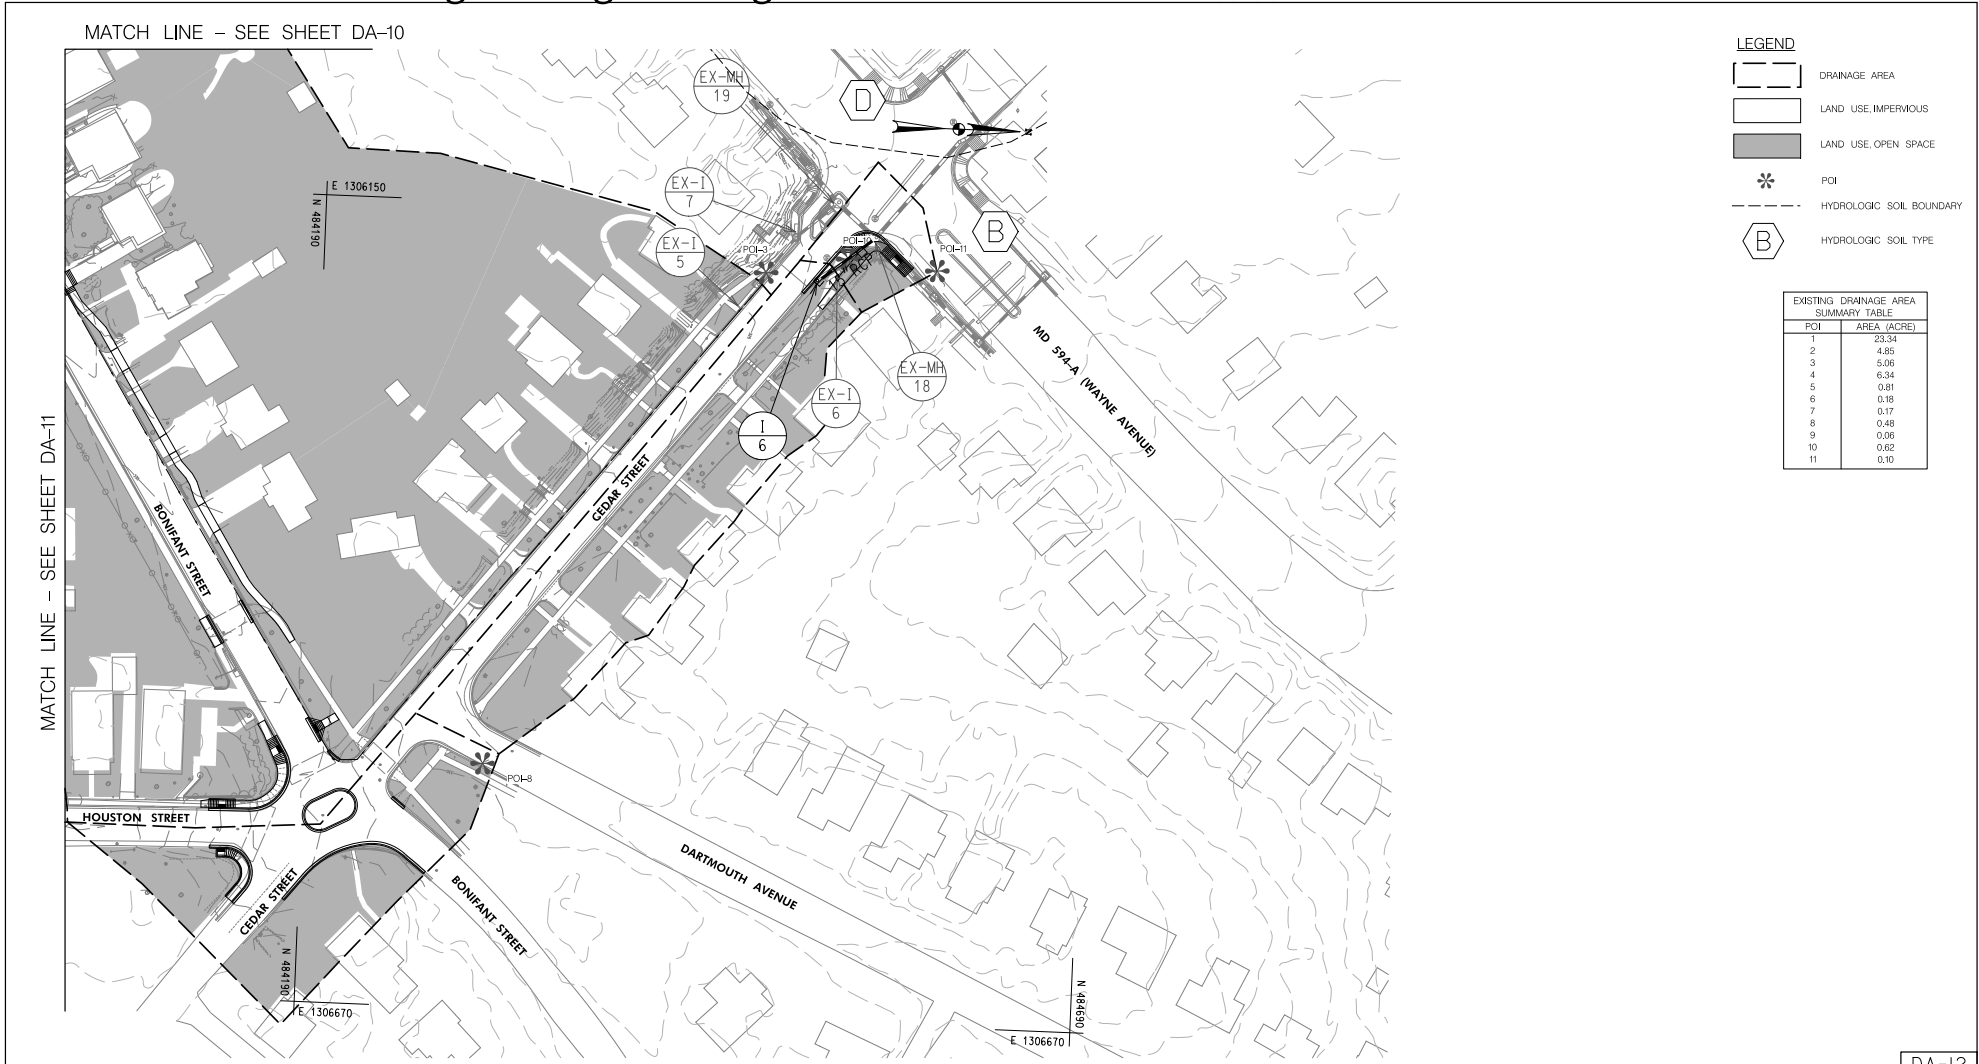 MATCH LINE – SEE SHEET DA–10
MATCH LINE – SEE SHEET DA–11
E 1306150
N 484190
EX-MH
19
D
EX-I
7
EX-I
5
POI–3
POI–10
POI–11
B
RCP
EX-MH
18
EX-I
6
I
6
MD 594–A (WAYNE AVENUE)
CEDAR STREET
BONIFANT STREET
POI–8
HOUSTON STREET
DARTMOUTH AVENUE
CEDAR STREET
BONIFANT STREET
N 484190
E 1306670
N 484690
E 1306670
LEGEND
DRAINAGE AREA
LAND USE, IMPERVIOUS
LAND USE, OPEN SPACE
POI
HYDROLOGIC SOIL BOUNDARY
B
HYDROLOGIC SOIL TYPE
EXISTING DRAINAGE AREA
SUMMARY TABLE
POI AREA (ACRE)
1 23.34
2 4.85
3 5.06
4 6.34
5 0.81
6 0.18
7 0.17
8 0.48
9 0.06
10 0.62
11 0.10